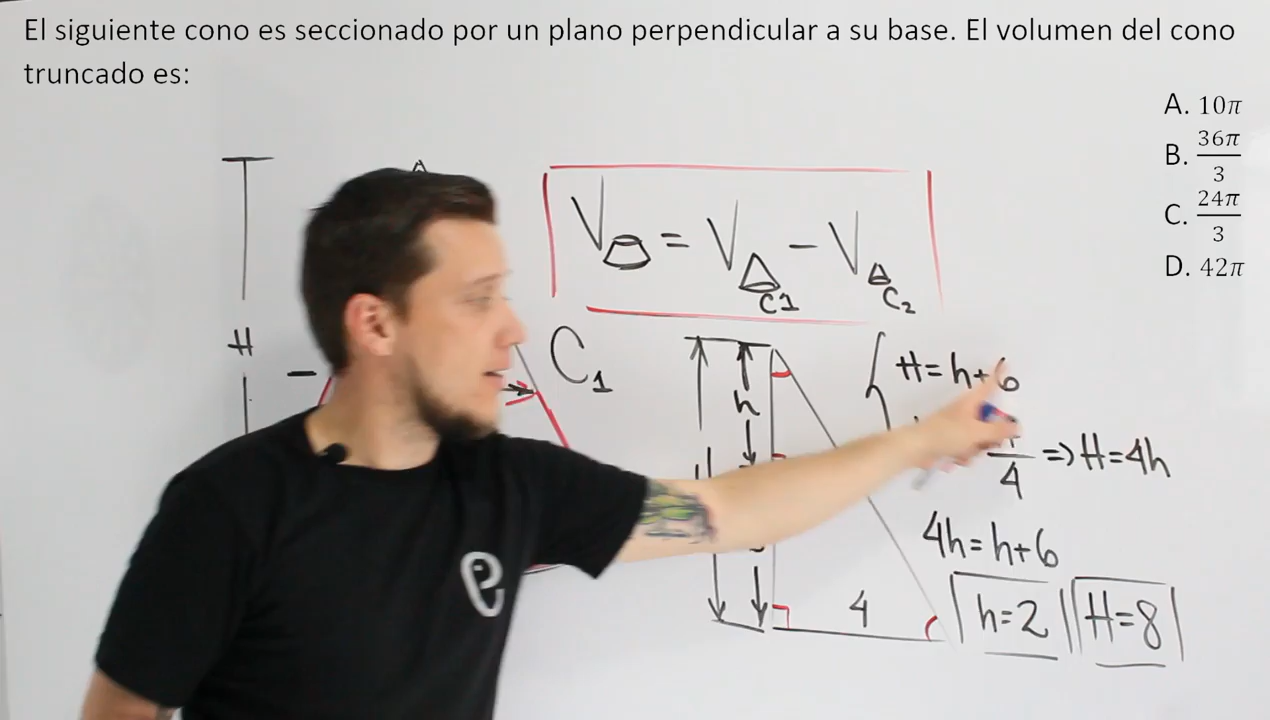 El siguiente cono es seccionado por un plano perpendicular a su base. El volumen del cono
truncado es:
A. 10π
B. 36π/3
C. 24π/3
D. 42π
V = V C1 - V C2
H
C1
h
H = h+6
4 => H=4h
4h = h+6
4
h=2 H=8